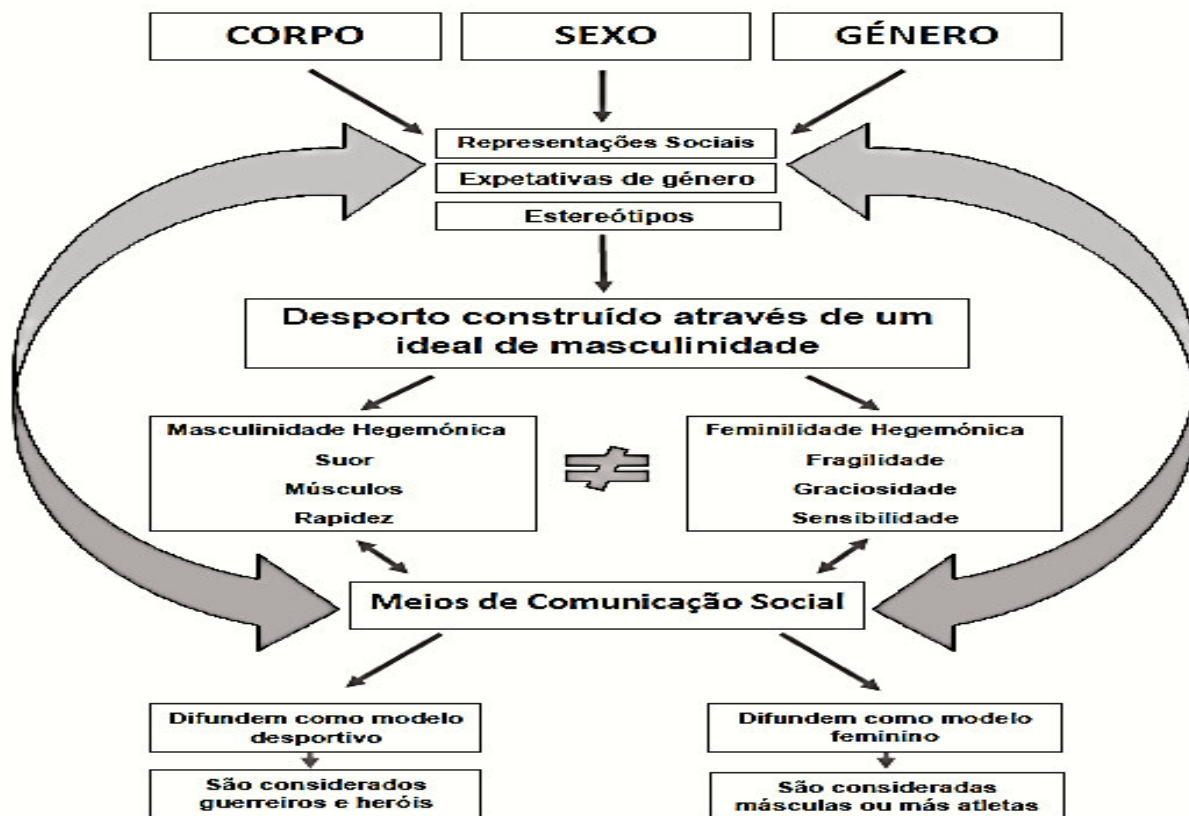 CORPO
SEXO
GÉNERO
Representações Sociais
Expetativas de género
Estereótipos
Desporto construído através de um
ideal de masculinidade
Masculinidade Hegemónica
Suor
Músculos
Rapidez
Feminilidade Hegemónica
Fragilidade
Graciosidade
Sensibilidade
Meios de Comunicação Social
Difundem como modelo
desportivo
São considerados
guerreiros e heróis
Difundem como modelo
feminino
São consideradas
másculas ou más atletas